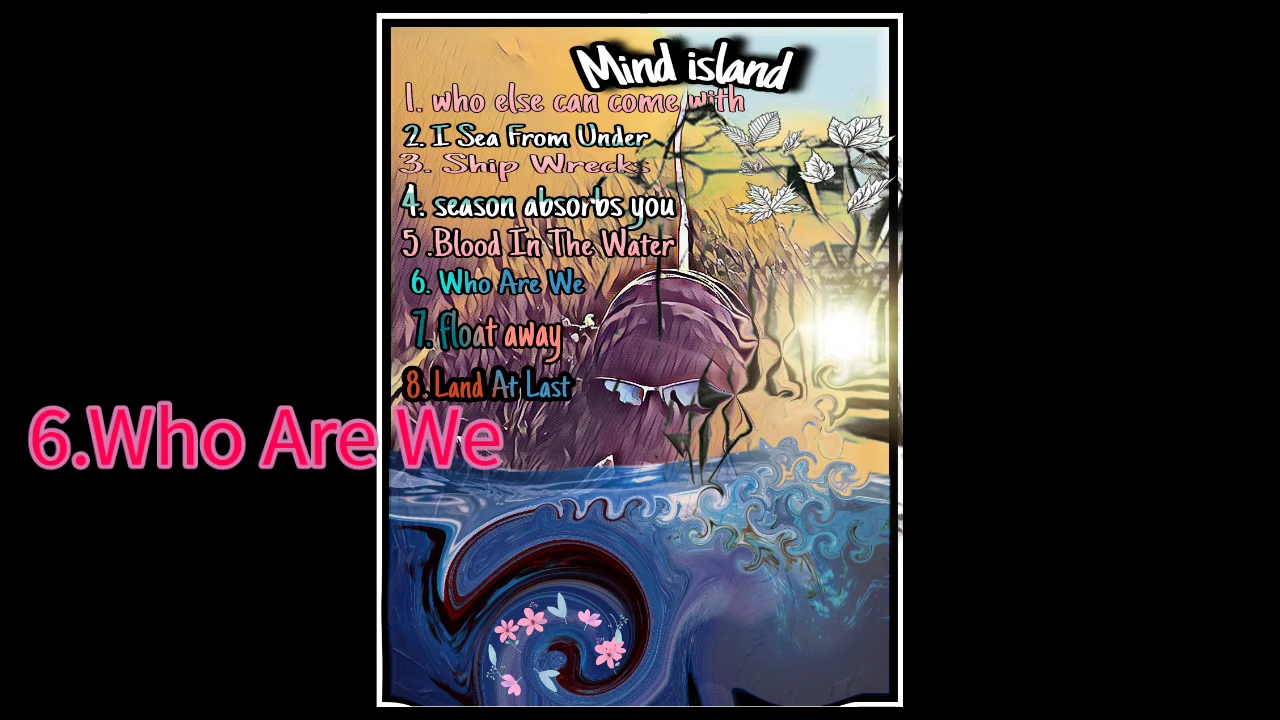 Mind island
1. who else can come with
2. I Sea From Under
3. Ship Wrecks
4. season absorbs you
5 .Blood In The Water
6. Who Are We
7. float away
8. Land At Last
6.Who Are We